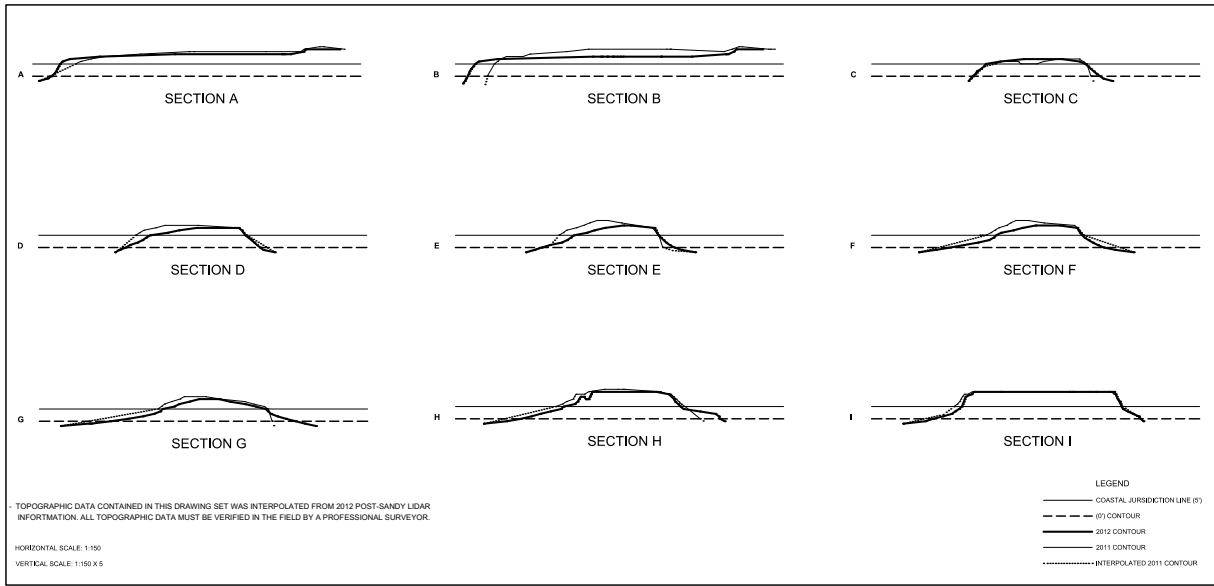 A
SECTION A
B
SECTION B
C
SECTION C
D
SECTION D
E
SECTION E
F
SECTION F
G
SECTION G
H
SECTION H
I
SECTION I
- TOPOGRAPHIC DATA CONTAINED IN THIS DRAWING SET WAS INTERPOLATED FROM 2012 POST-SANDY LIDAR
INFORTMATION. ALL TOPOGRAPHIC DATA MUST BE VERIFIED IN THE FIELD BY A PROFESSIONAL SURVEYOR.
HORIZONTAL SCALE: 1:150
VERTICAL SCALE: 1:150 X 5
LEGEND
COASTAL JURSIDICTION LINE (5')
(0') CONTOUR
2012 CONTOUR
2011 CONTOUR
INTERPOLATED 2011 CONTOUR